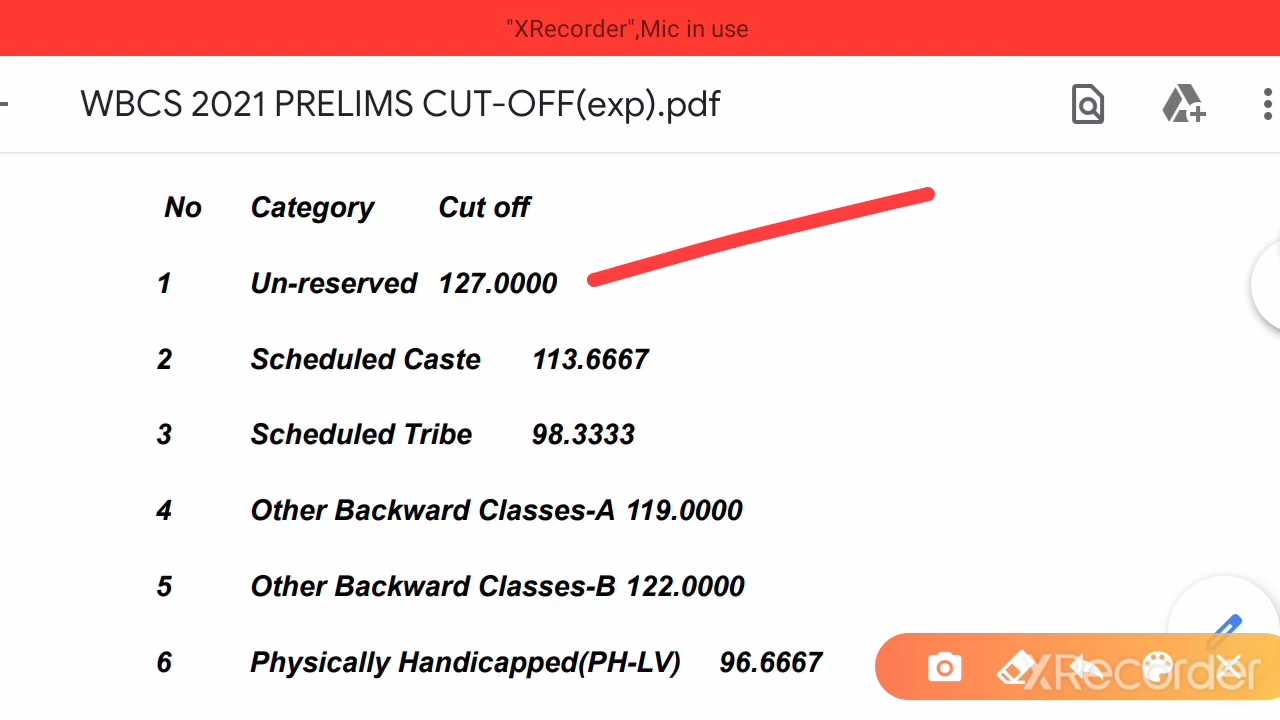 "XRecorder",Mic in use
WBCS 2021 PRELIMS CUT-OFF(exp).pdf
No Category Cut off
1 Un-reserved 127.0000
2 Scheduled Caste 113.6667
3 Scheduled Tribe 98.3333
4 Other Backward Classes-A 119.0000
5 Other Backward Classes-B 122.0000
6 Physically Handicapped(PH-LV) 96.6667
XRecorder